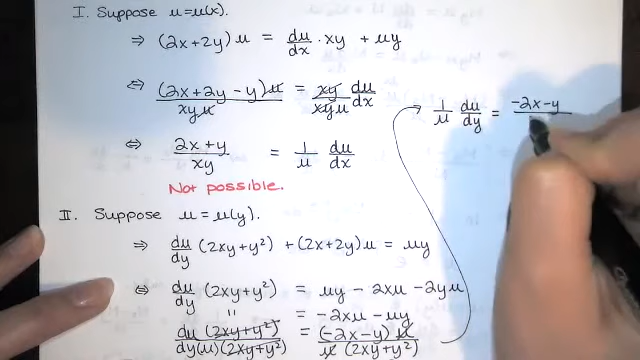 I. Suppose μ=μ(x).
⇒ (2x+2y)μ = dμ/dx · xy + μy
⇔ (2x+2y-y)μ/xyμ = xy/xyμ dμ/dx
⇔ 2x+y/xy = 1/μ dμ/dx
Not possible.
II. Suppose μ=μ(y).
⇒ dμ/dy (2xy+y²) + (2x+2y)μ = μy
⇔ dμ/dy (2xy+y²) = μy - 2xμ - 2yμ
" = -2xμ - μy
dμ (2xy+y²)/dy(μ)(2xy+y²) = (-2x-y)μ/μ (2xy+y²)
→ 1/μ dμ/dy = -2x-y